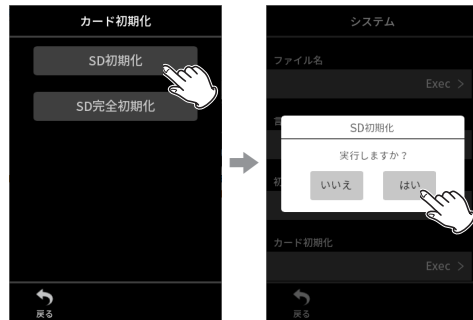 カード初期化
SD初期化
SD完全初期化
戻る
システム
ファイル名
Exec >
言
SD初期化
実行しますか？
いいえ
はい
初
カード初期化
Exec >
戻る